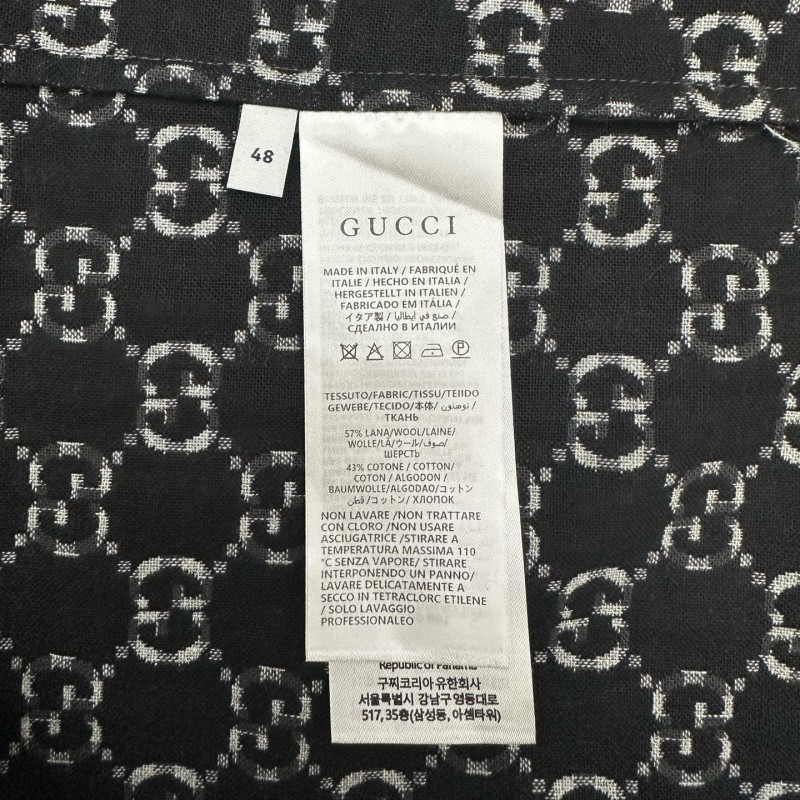 48
GUCCI
MADE IN ITALY / FABRIQUÉ EN
ITALIE / HECHO EN ITALIA /
HERGESTELLT IN ITALIEN /
FABRICADO EM ITÁLIA /
イタリア製 / صنع في ايطاليا /
СДЕЛАНО В ИТАЛИИ
P
TESSUTO/FABRIC/TISSU/TEJIDO
GEWEBE/TECIDO/本体/
ТКАНЬ
57% LANA/WOOL/LAINE/
WOLLE/LÃ/ウール/صوف/
ШЕРСТЬ
43% COTONE / COTTON/
COTON / ALGODON /
BAUMWOLLE/ALGODAO/コットン
قطن/コットン/ ХЛОПОК
NON LAVARE /NON TRATTARE
CON CLORO /NON USARE
ASCIUGATRICE /STIRARE A
TEMPERATURA MASSIMA 110
°C SENZA VAPORE/ STIRARE
INTERPONENDO UN PANNO/
LAVARE DELICATAMENTE A
SECCO IN TETRACLORC ETILENE
/ SOLO LAVAGGIO
PROFESSIONALEO
Republic of Panama
구찌코리아 유한회사
서울특별시 강남구 영동대로
517, 35층(삼성동, 아셈타워)